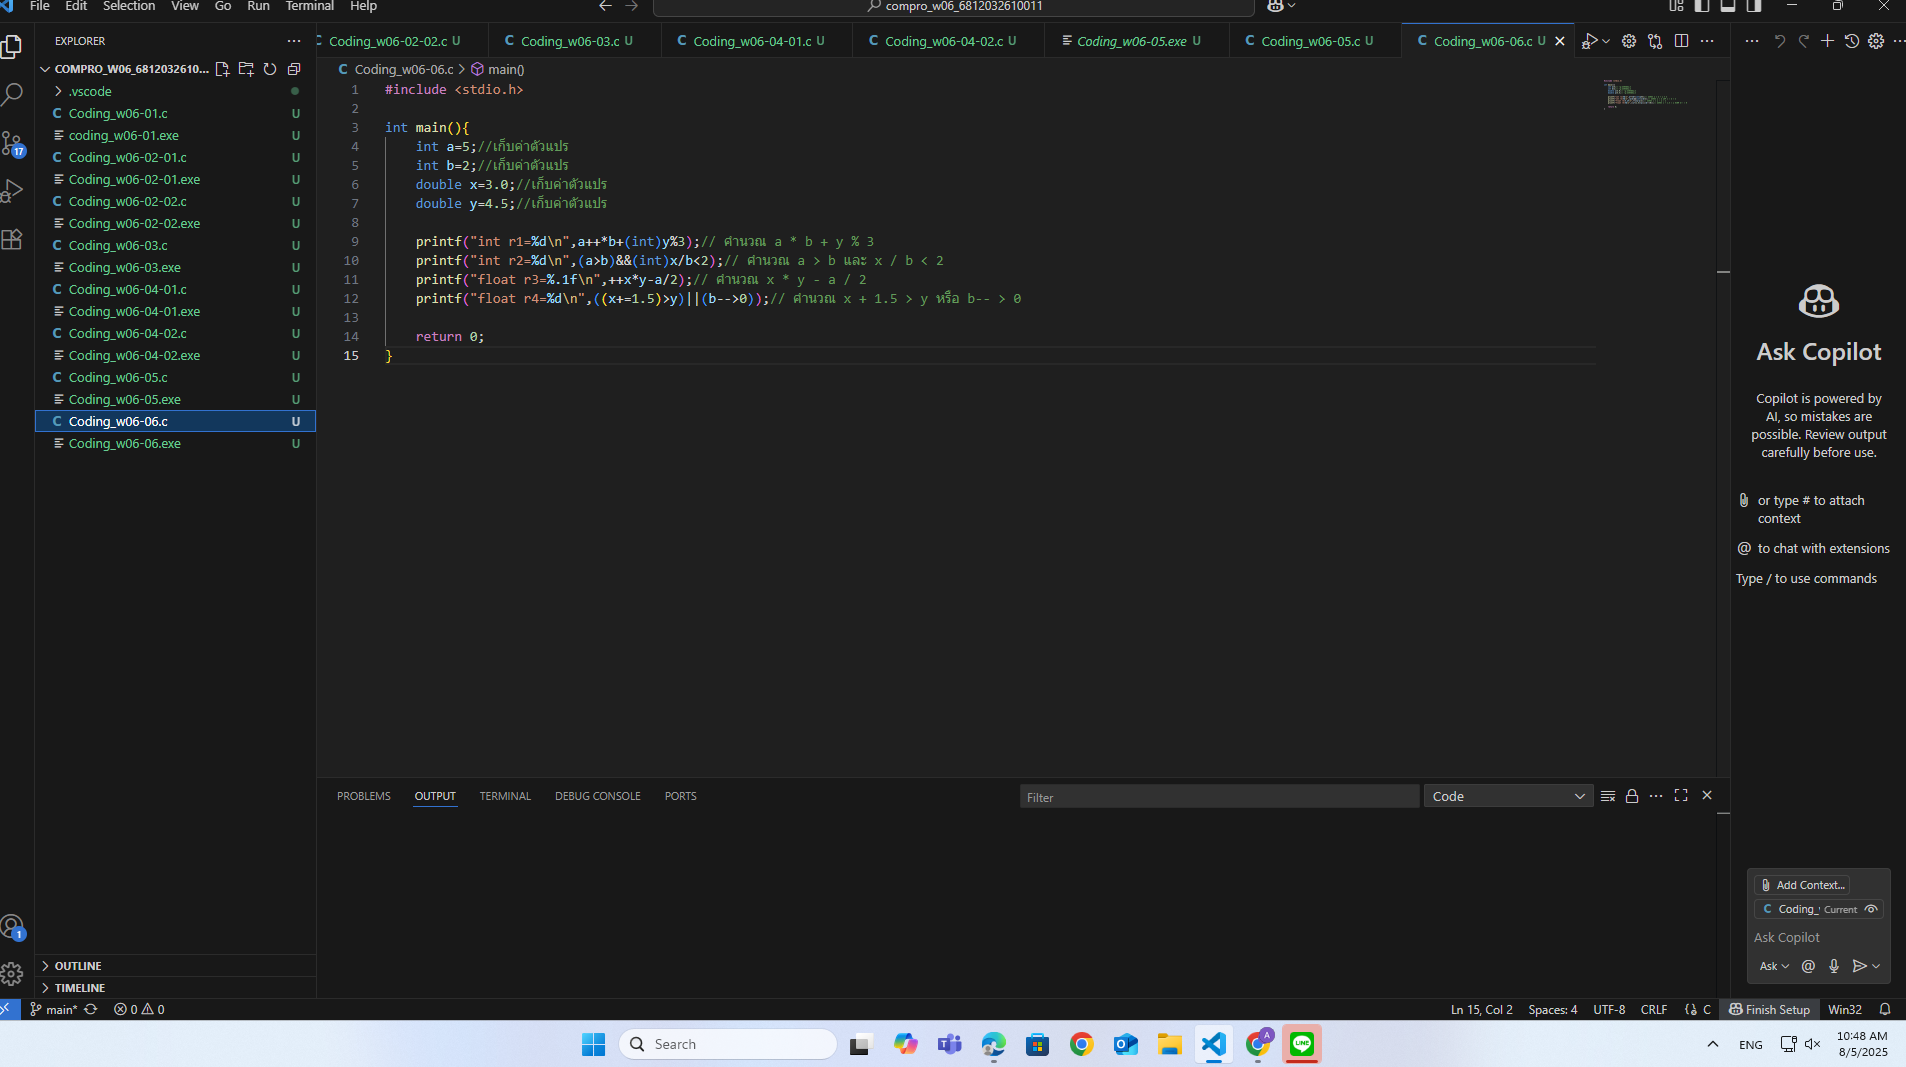 File Edit Selection View Go Run Terminal Help
compro_w06_6812032610011
EXPLORER
COMPRO_W06_6812032610...
.vscode
Coding_w06-01.c U
coding_w06-01.exe U
Coding_w06-02-01.c U
Coding_w06-02-01.exe U
Coding_w06-02-02.c U
Coding_w06-02-02.exe U
Coding_w06-03.c U
Coding_w06-03.exe U
Coding_w06-04-01.c U
Coding_w06-04-01.exe U
Coding_w06-04-02.c U
Coding_w06-04-02.exe U
Coding_w06-05.c U
Coding_w06-05.exe U
Coding_w06-06.c U
Coding_w06-06.exe U
OUTLINE
TIMELINE
17
1
Coding_w06-02-02.c U C Coding_w06-03.c U C Coding_w06-04-01.c U C Coding_w06-04-02.c U Coding_w06-05.exe U C Coding_w06-05.c U C Coding_w06-06.c U
C Coding_w06-06.c > main()
1 #include <stdio.h>
2
3 int main(){
4 int a=5;//เก็บค่าตัวแปร
5 int b=2;//เก็บค่าตัวแปร
6 double x=3.0;//เก็บค่าตัวแปร
7 double y=4.5;//เก็บค่าตัวแปร
8
9 printf("int r1=%d\n",a++*b+(int)y%3);// คำนวณ a * b + y % 3
10 printf("int r2=%d\n",(a>b)&&(int)x/b<2);// คำนวณ a > b และ x / b < 2
11 printf("float r3=%.1f\n",++x*y-a/2);// คำนวณ x * y - a / 2
12 printf("float r4=%d\n",((x+=1.5)>y)||(b-->0));// คำนวณ x + 1.5 > y หรือ b-- > 0
13
14 return 0;
15 }
PROBLEMS OUTPUT TERMINAL DEBUG CONSOLE PORTS
Filter
Code
Ask Copilot
Copilot is powered by
AI, so mistakes are
possible. Review output
carefully before use.
or type # to attach
context
@ to chat with extensions
Type / to use commands
Add Context...
C Coding_ Current
Ask Copilot
Ask
main* 0 0
Ln 15, Col 2 Spaces: 4 UTF-8 CRLF C Finish Setup Win32
Search
A
LINE
ENG
10:48 AM
8/5/2025